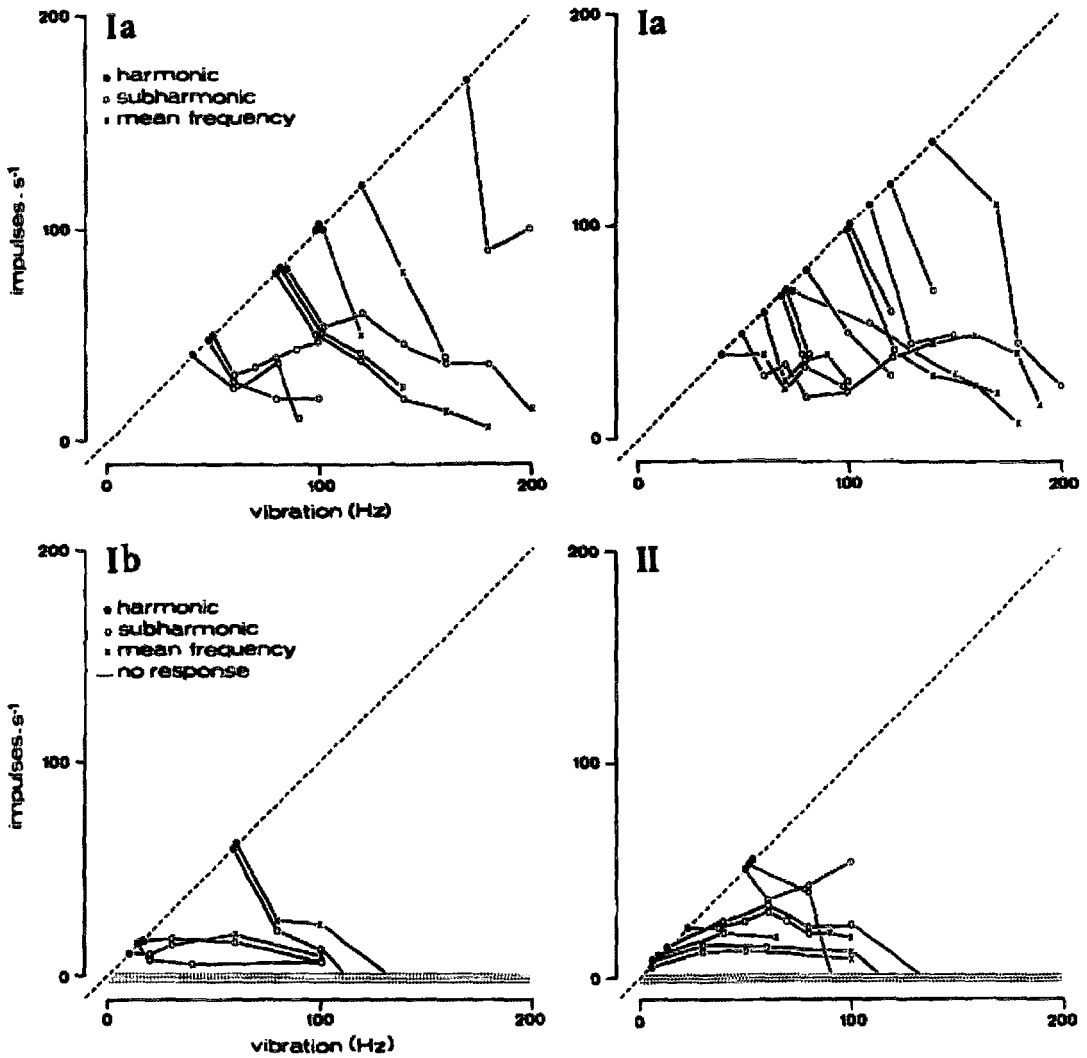 200
Ia
harmonic
subharmonic
mean frequency
impulses.s⁻¹
100
0
0
100
200
vibration (Hz)
200
Ia
100
0
0
100
200
200
Ib
harmonic
subharmonic
mean frequency
no response
impulses.s⁻¹
100
0
0
100
200
vibration (Hz)
200
II
100
0
0
100
200